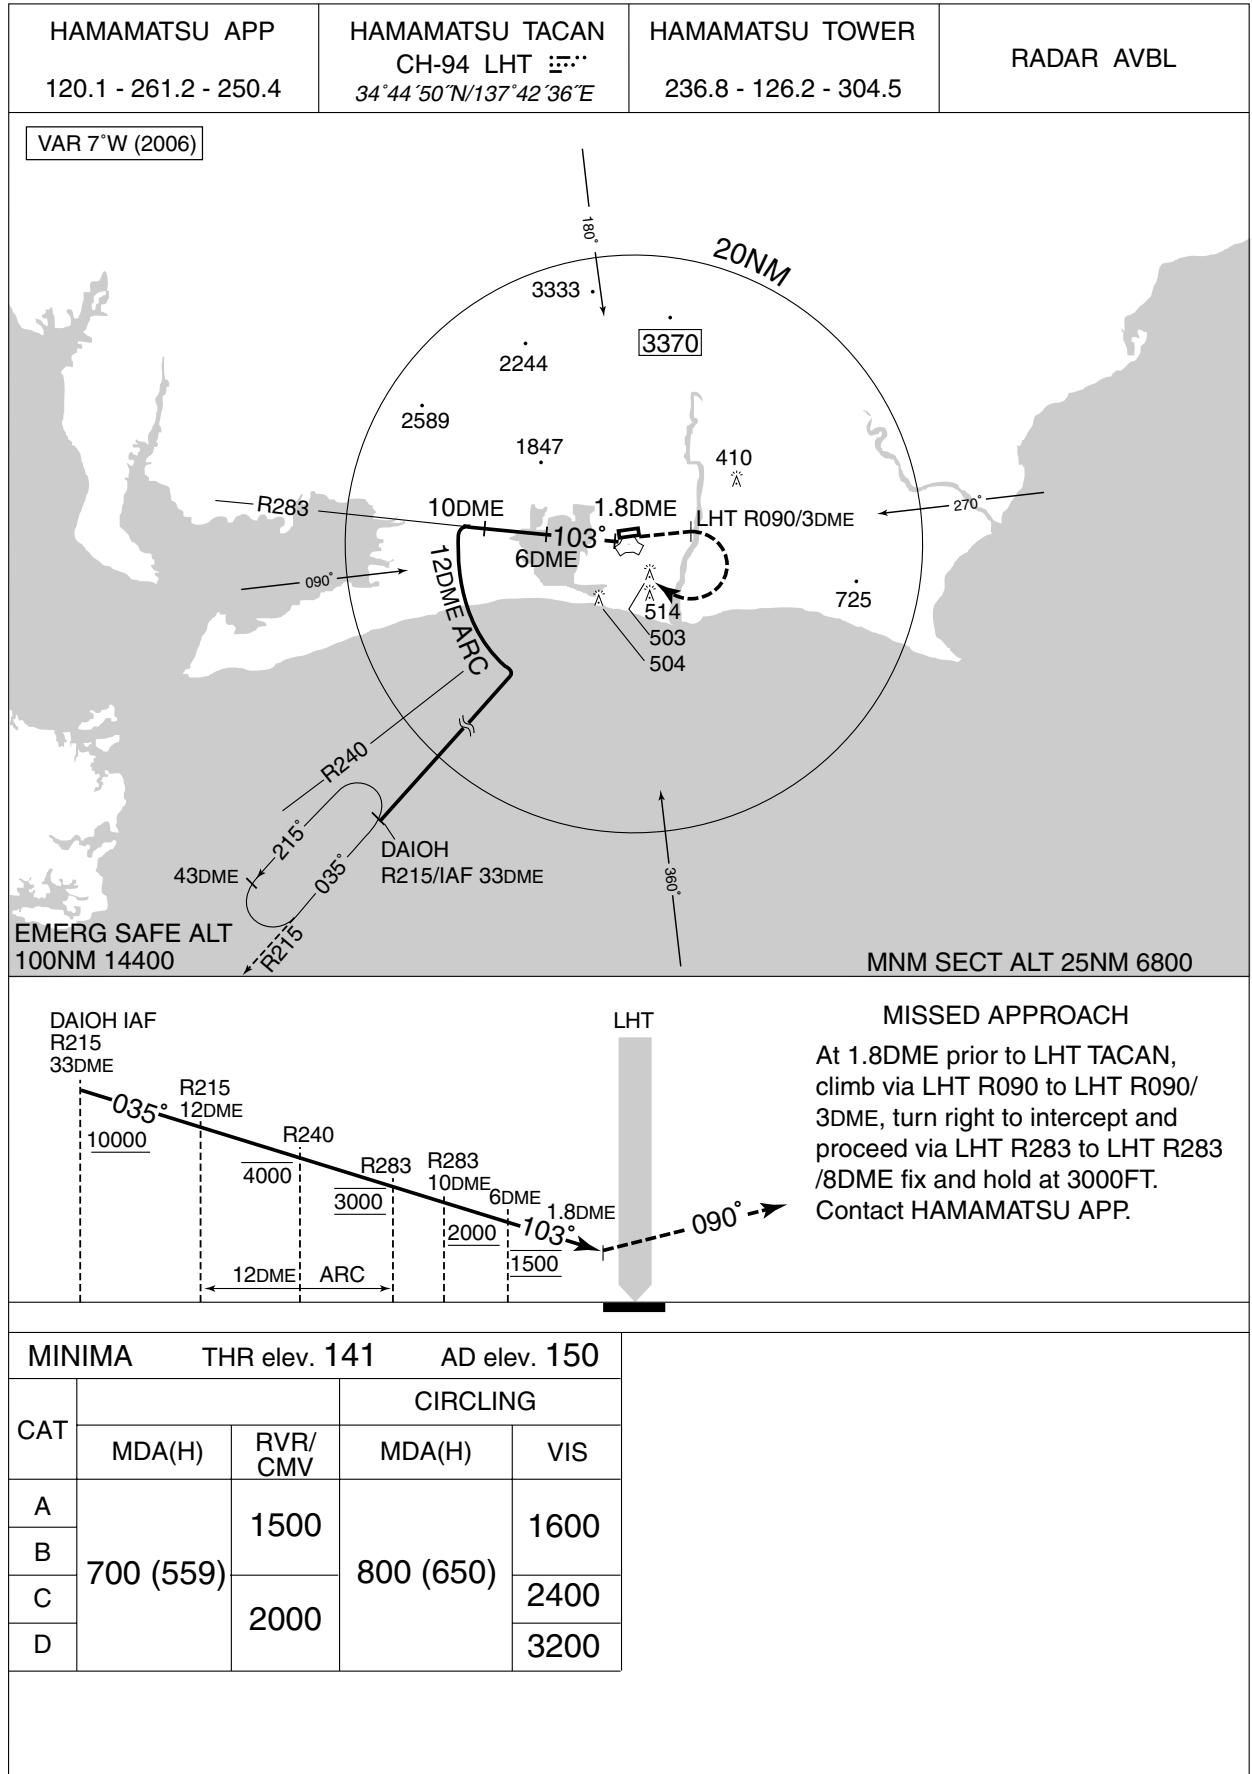 HAMAMATSU APP
120.1 - 261.2 - 250.4
HAMAMATSU TACAN
CH-94 LHT
34˚44´50˝N/137˚42´36˝E
HAMAMATSU TOWER
236.8 - 126.2 - 304.5
RADAR AVBL
VAR 7˚W (2006)
180˚
20NM
3333
3370
2244
2589
1847
410
R283
10DME
1.8DME
LHT R090/3DME
270˚
103˚
6DME
090˚
12DME ARC
725
514
503
504
R240
215˚
035˚
DAIOH
R215/IAF 33DME
43DME
360˚
R215
EMERG SAFE ALT
100NM 14400
MNM SECT ALT 25NM 6800
DAIOH IAF
R215
33DME
035˚
10000
R215
12DME
R240
4000
R283
3000
R283
10DME
2000
6DME
103˚
1500
1.8DME
LHT
090˚
12DME ARC
MISSED APPROACH
At 1.8DME prior to LHT TACAN,
climb via LHT R090 to LHT R090/
3DME, turn right to intercept and
proceed via LHT R283 to LHT R283
/8DME fix and hold at 3000FT.
Contact HAMAMATSU APP.
MINIMA THR elev. 141 AD elev. 150
CAT
CIRCLING
MDA(H)
RVR/
CMV
MDA(H)
VIS
A
B
C
D
700 (559)
1500
2000
800 (650)
1600
2400
3200